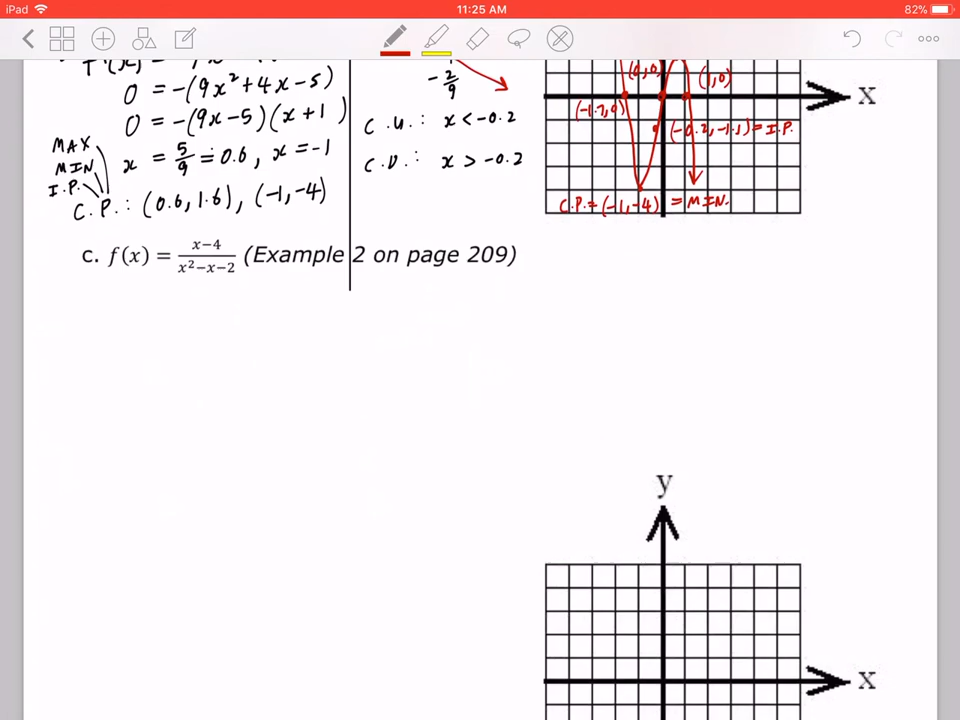 iPad 11:25 AM 82%
0 = -(9x² + 4x - 5)
0 = -(9x - 5)(x + 1)
MAX
MIN
I.P.
x = 5/9 ≐ 0.6, x = -1
C.P.: (0.6, 1.6), (-1, -4)
-2/9
C.U.: x < -0.2
C.D.: x > -0.2
(0,0)
(1,0)
(-1.7,0)
x
(-0.2,-1.1) = I.P.
C.P. = (-1,-4) = MIN.
c. f(x) = x−4/x²−x−2 (Example 2 on page 209)
y
x